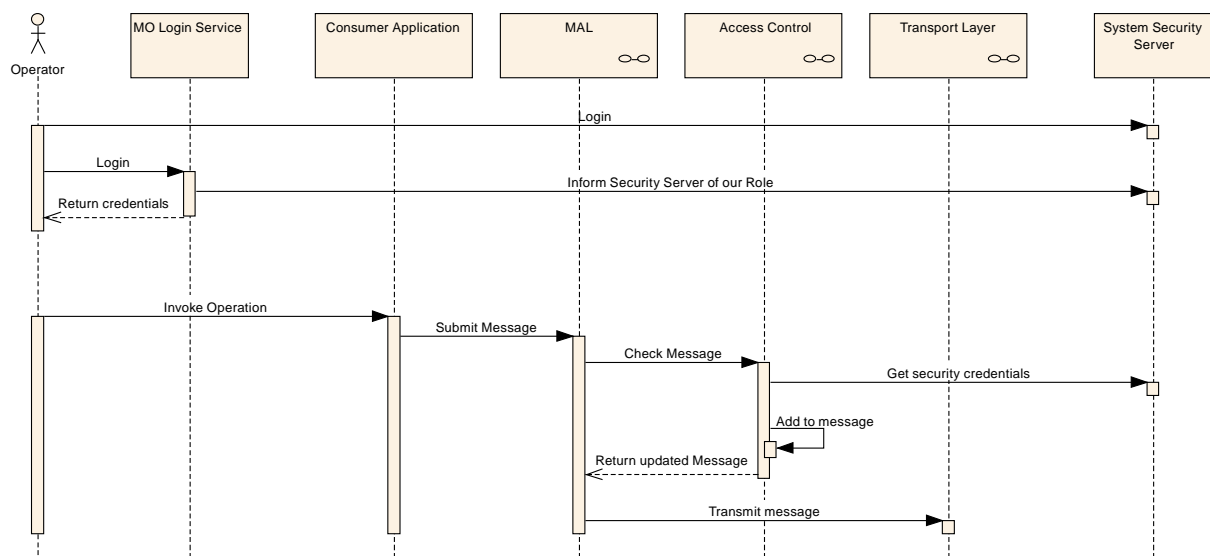 MO Login Service
Consumer Application
MAL
Access Control
Transport Layer
System Security
Server
Operator
Login
Login
Inform Security Server of our Role
Return credentials
Invoke Operation
Submit Message
Check Message
Get security credentials
Add to message
Return updated Message
Transmit message